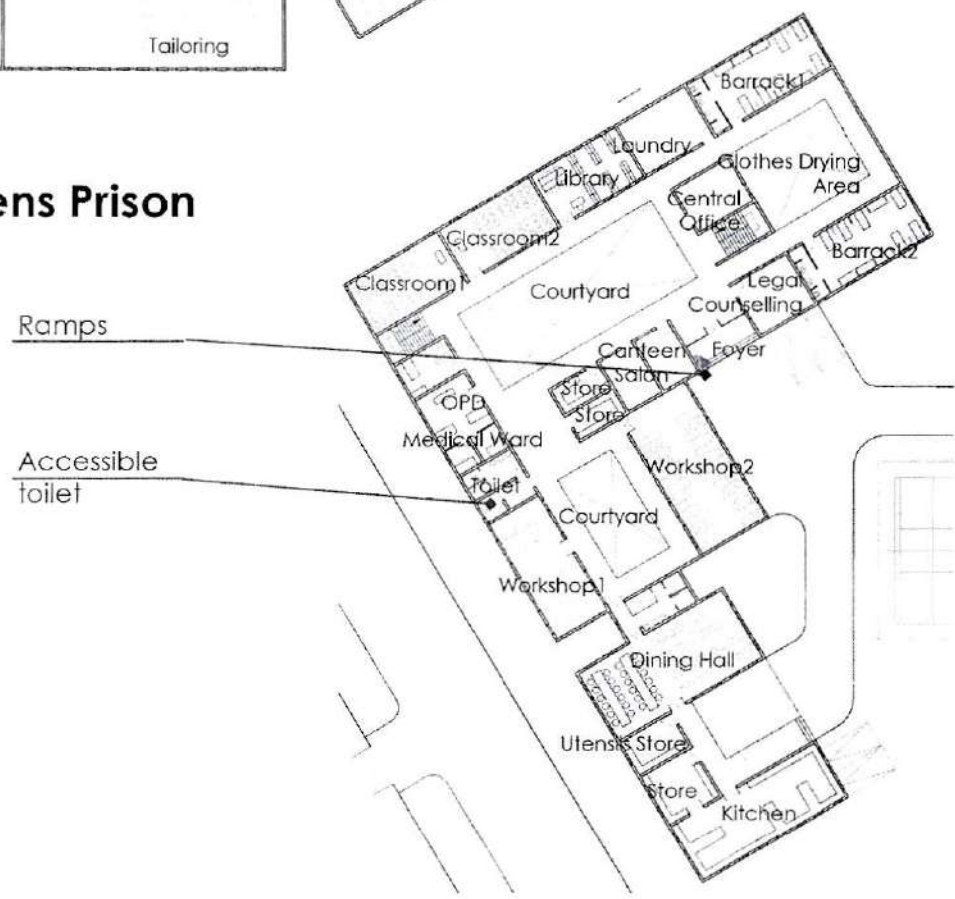 Tailoring
ens Prison
Barrack1
Laundry
Clothes Drying
Area
Library
Central
Office
Classroom2
Barrack2
Classroom1
Courtyard
Legal
Counselling
Ramps
Canteen
Foyer
Salon
Store
OPD
Store
Medical Ward
Accessible
toilet
Workshop2
Toilet
Courtyard
Workshop1
Dining Hall
Utensils Store
Store
Kitchen